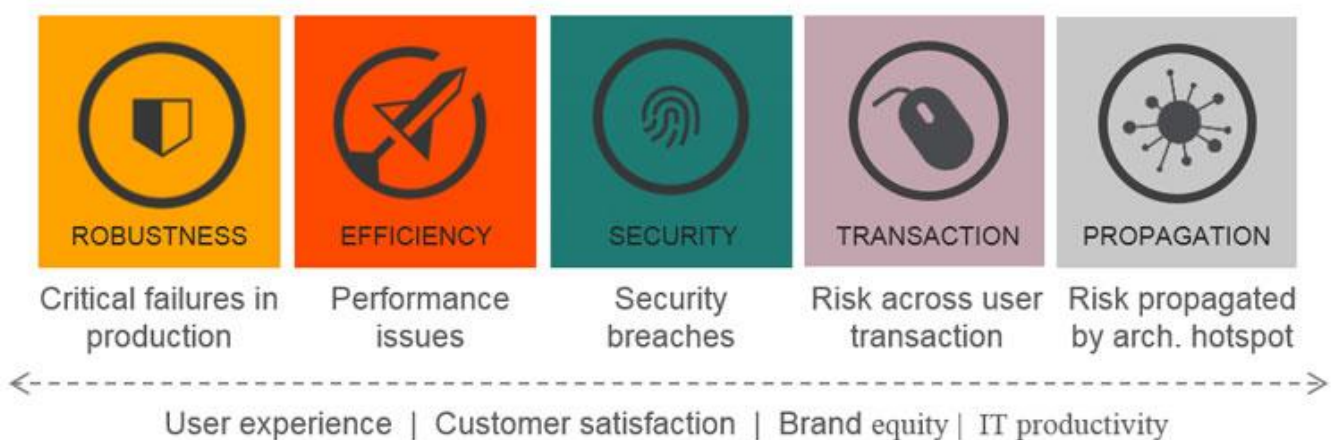 ROBUSTNESS
EFFICIENCY
SECURITY
TRANSACTION
PROPAGATION
Critical failures in
production
Performance
issues
Security
breaches
Risk across user
transaction
Risk propagated
by arch. hotspot
User experience | Customer satisfaction | Brand equity | IT productivity